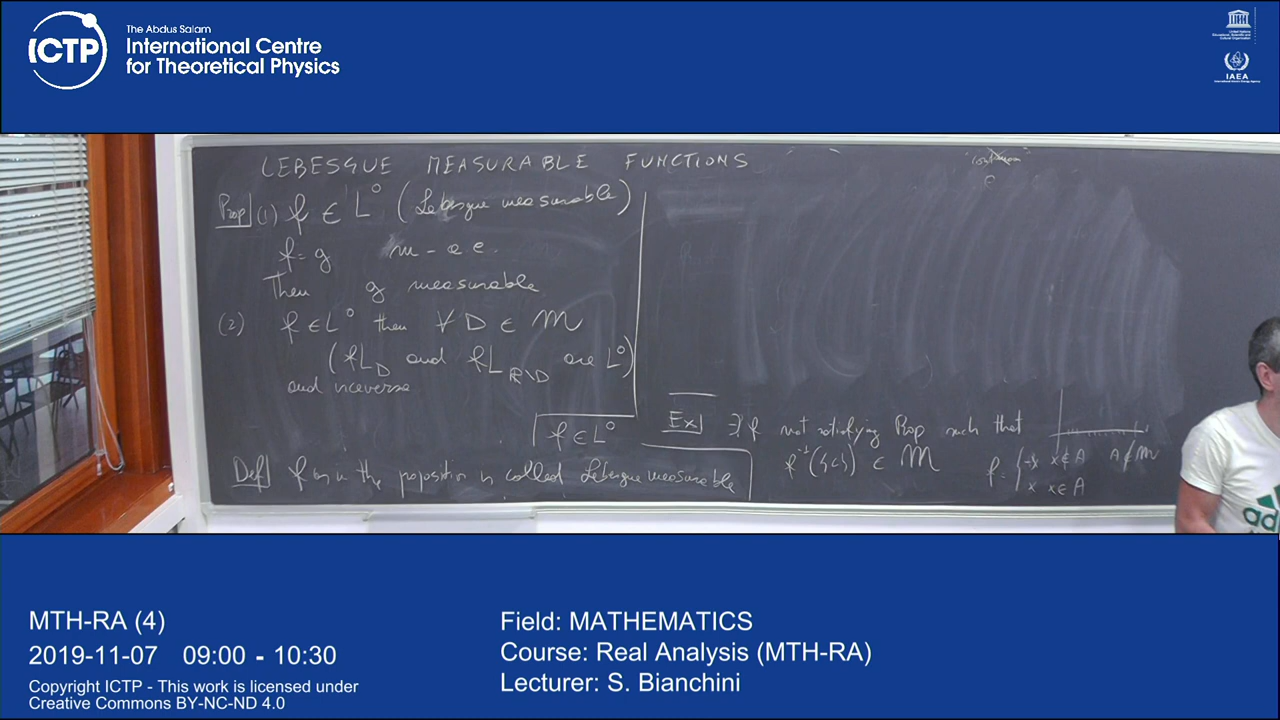 ICTP
The Abdus Salam
International Centre
for Theoretical Physics
IAEA
LEBESGUE MEASURABLE FUNCTIONS
Prop (1) f ∈ L⁰ (Lebesgue measurable)
f = g m-a.e.
Then g measurable
(2) f ∈ L⁰ then ∀ D ∈ M
(f⌞_D and f⌞_{R\D} are L⁰)
and viceversa
f ∈ L⁰
Def f as in the proposition is called Lebesgue measurable
Ex ∃ f not satisfying Prop such that
f⁻¹({c}) ⊂ M
f = { -x x∉A A∉M
x x∈A
MTH-RA (4)
2019-11-07 09:00 - 10:30
Copyright ICTP - This work is licensed under
Creative Commons BY-NC-ND 4.0
Field: MATHEMATICS
Course: Real Analysis (MTH-RA)
Lecturer: S. Bianchini